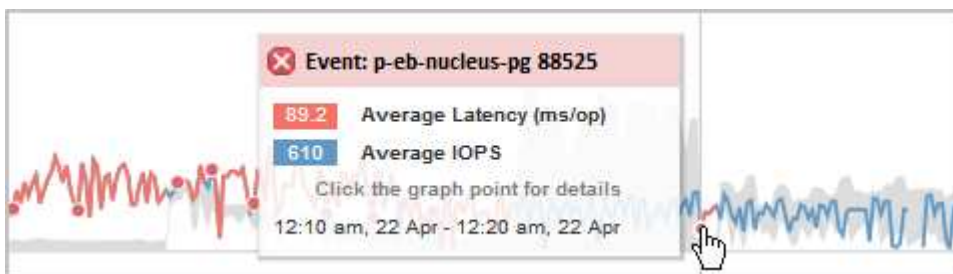 Event: p-eb-nucleus-pg 88525
89.2 Average Latency (ms/op)
610 Average IOPS
Click the graph point for details
12:10 am, 22 Apr - 12:20 am, 22 Apr